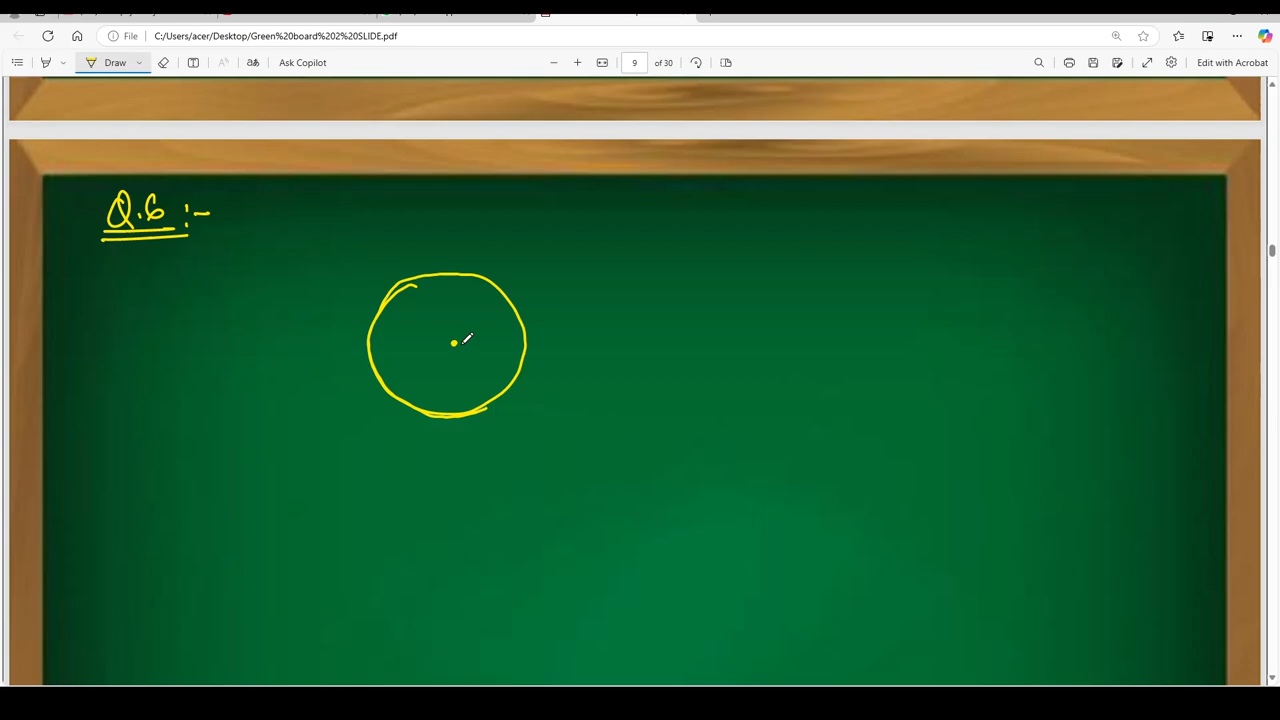 File
C:/Users/acer/Desktop/Green%20board%202%20SLIDE.pdf
Draw
Ask Copilot
9 of 30
Edit with Acrobat
Q.6 :-